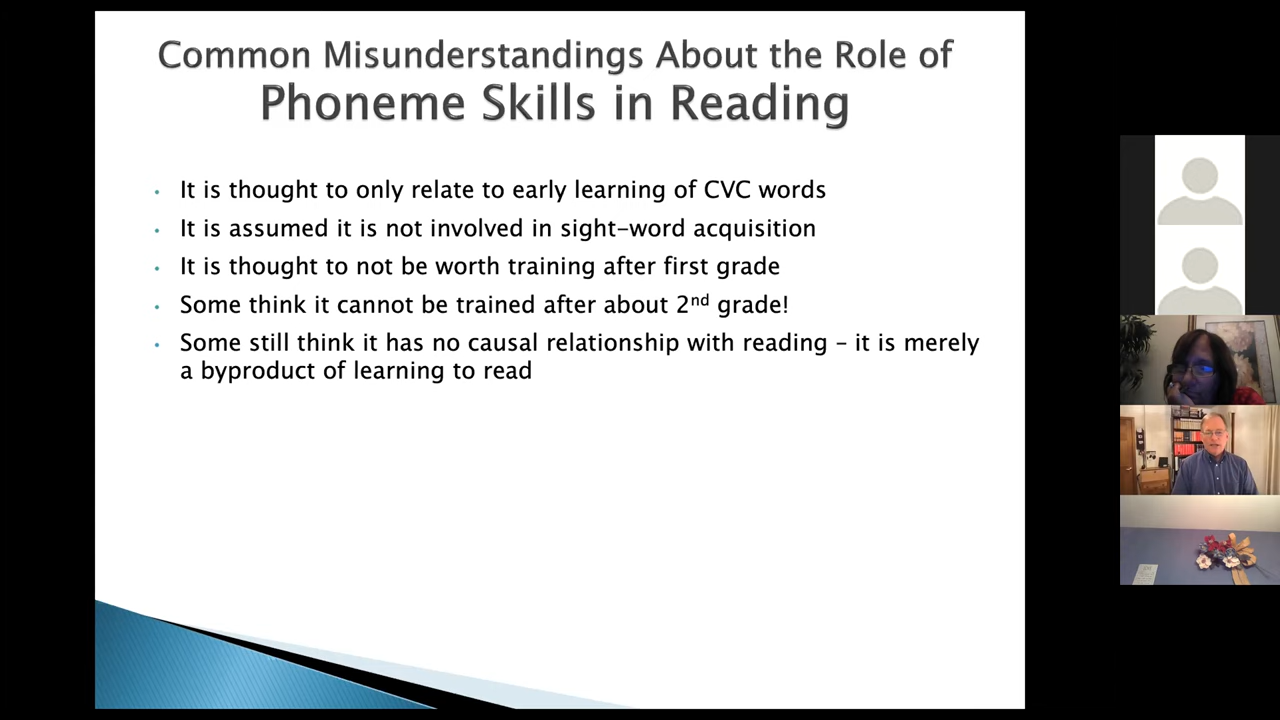 Common Misunderstandings About the Role of
Phoneme Skills in Reading
• It is thought to only relate to early learning of CVC words
• It is assumed it is not involved in sight-word acquisition
• It is thought to not be worth training after first grade
• Some think it cannot be trained after about 2nd grade!
• Some still think it has no causal relationship with reading – it is merely
a byproduct of learning to read